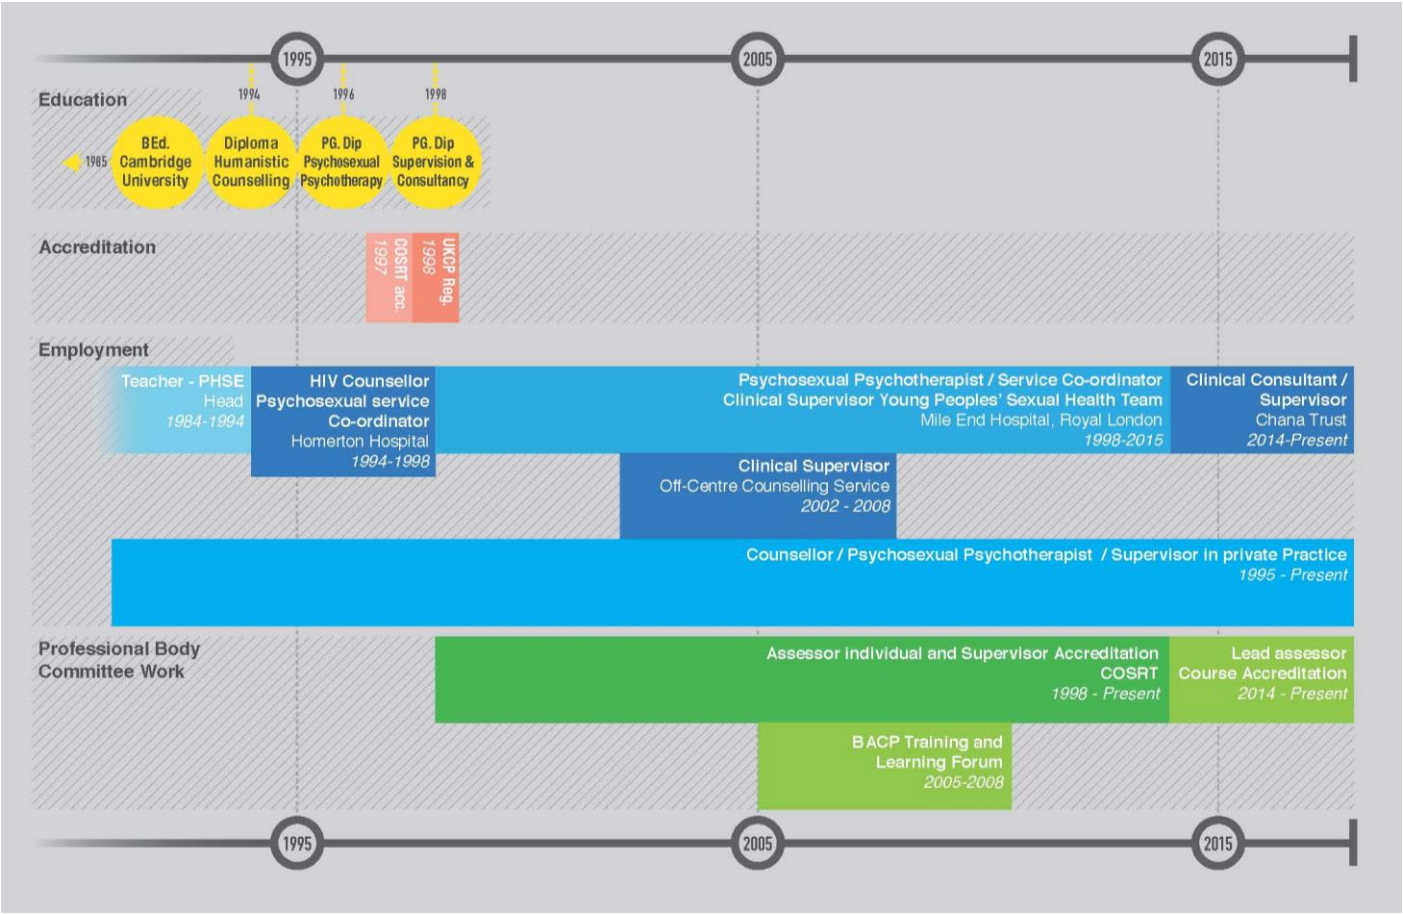 1995
2005
2015
Education
1994
1996
1998
1985
BEd.
Cambridge
University
Diploma
Humanistic
Counselling
PG. Dip
Psychosexual
Psychotherapy
PG. Dip
Supervision &
Consultancy
Accreditation
COSRT acc.
1997
UKCP Reg.
1998
Employment
Teacher - PHSE
Head
1984-1994
HIV Counsellor
Psychosexual service
Co-ordinator
Homerton Hospital
1994-1998
Psychosexual Psychotherapist / Service Co-ordinator
Clinical Supervisor Young Peoples' Sexual Health Team
Mile End Hospital, Royal London
1998-2015
Clinical Consultant /
Supervisor
Chana Trust
2014-Present
Clinical Supervisor
Off-Centre Counselling Service
2002 - 2008
Counsellor / Psychosexual Psychotherapist / Supervisor in private Practice
1995 - Present
Professional Body
Committee Work
Assessor individual and Supervisor Accreditation
COSRT
1998 - Present
Lead assessor
Course Accreditation
2014 - Present
BACP Training and
Learning Forum
2005-2008
1995
2005
2015